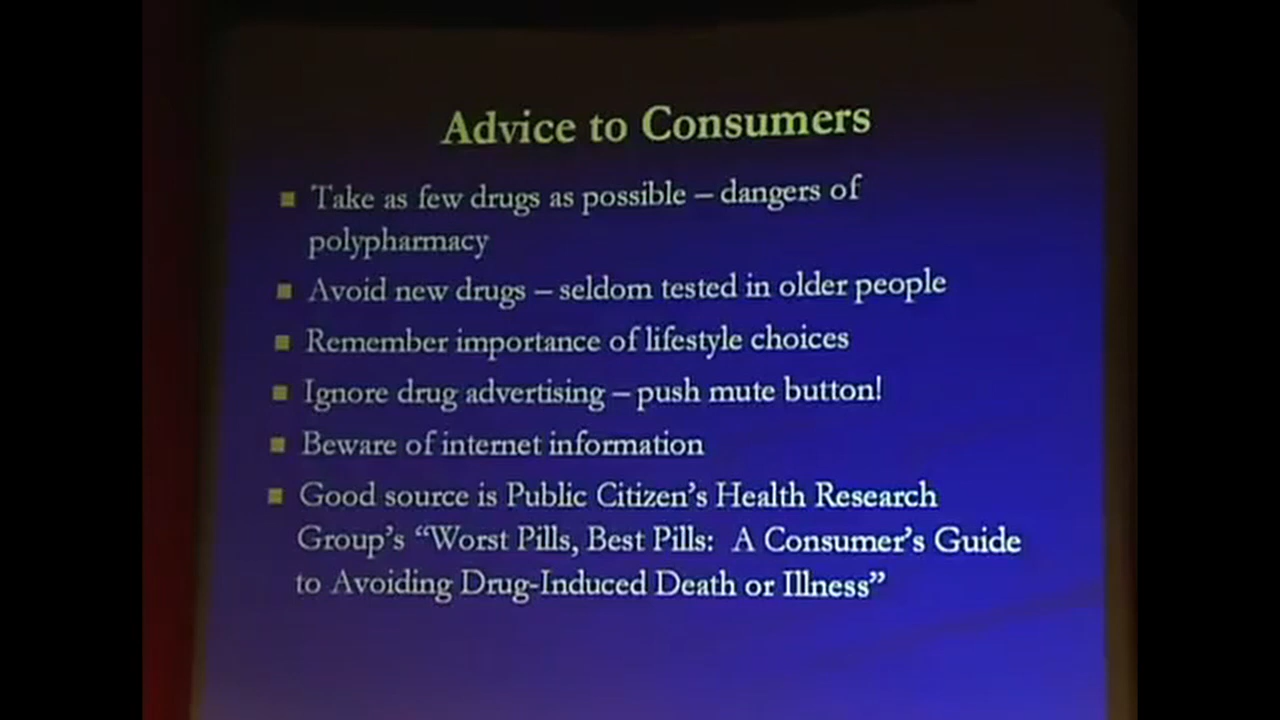 Advice to Consumers
■ Take as few drugs as possible – dangers of
polypharmacy
■ Avoid new drugs – seldom tested in older people
■ Remember importance of lifestyle choices
■ Ignore drug advertising – push mute button!
■ Beware of internet information
■ Good source is Public Citizen’s Health Research
Group’s “Worst Pills, Best Pills:  A Consumer’s Guide
to Avoiding Drug-Induced Death or Illness”